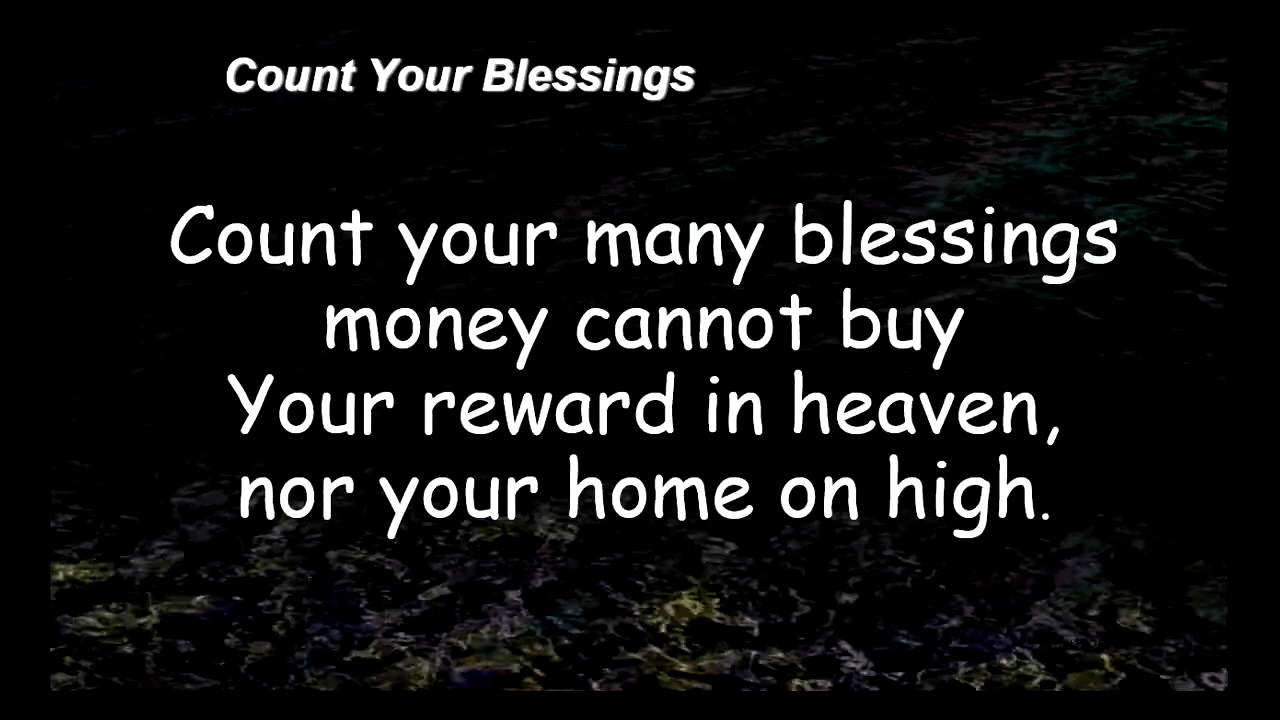 Count Your Blessings
Count your many blessings
money cannot buy
Your reward in heaven,
nor your home on high.